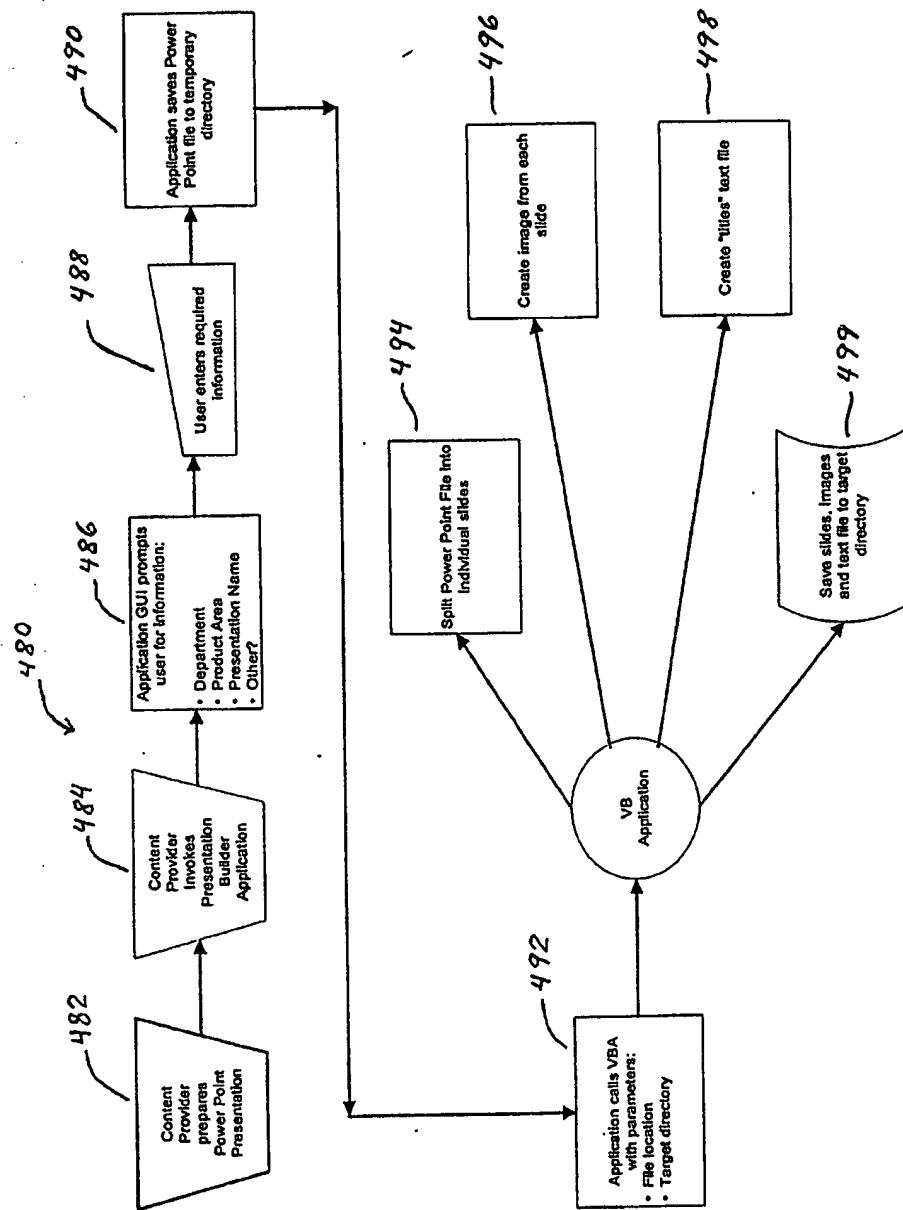 480
482
Content
Provider
prepares
Power Point
Presentation
484
Content
Provider
Invokes
Presentation
Builder
Application
486
Application GUI prompts
user for information:
• Department
• Product Area
• Presentation Name
• Other?
488
User enters required
information
490
Application saves Power
Point file to temporary
directory
492
Application calls VBA
with parameters:
• File location
• Target directory
VB
Application
494
Split Power Point File into
individual slides
496
Create image from each
slide
498
Create "titles" text file
499
Save slides, images
and text file to target
directory